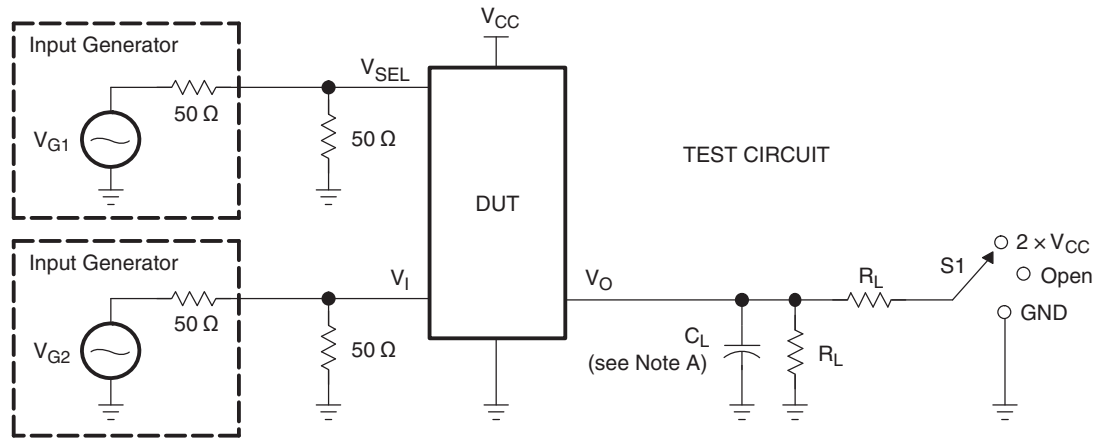 V_CC
Input Generator
V_SEL
50 Ω
V_G1
50 Ω
TEST CIRCUIT
DUT
Input Generator
V_I
V_O
50 Ω
V_G2
50 Ω
C_L
(see Note A)
R_L
R_L
S1
2 × V_CC
Open
GND